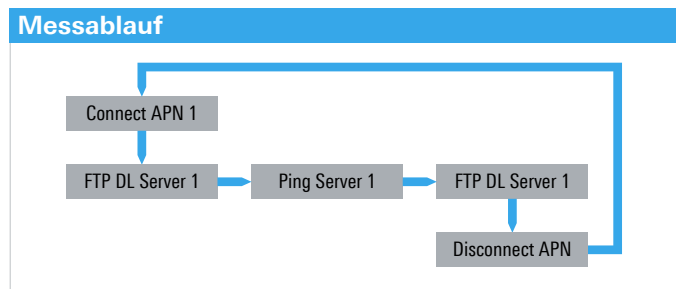 Messablauf
Connect APN 1
FTP DL Server 1
Ping Server 1
FTP DL Server 1
Disconnect APN